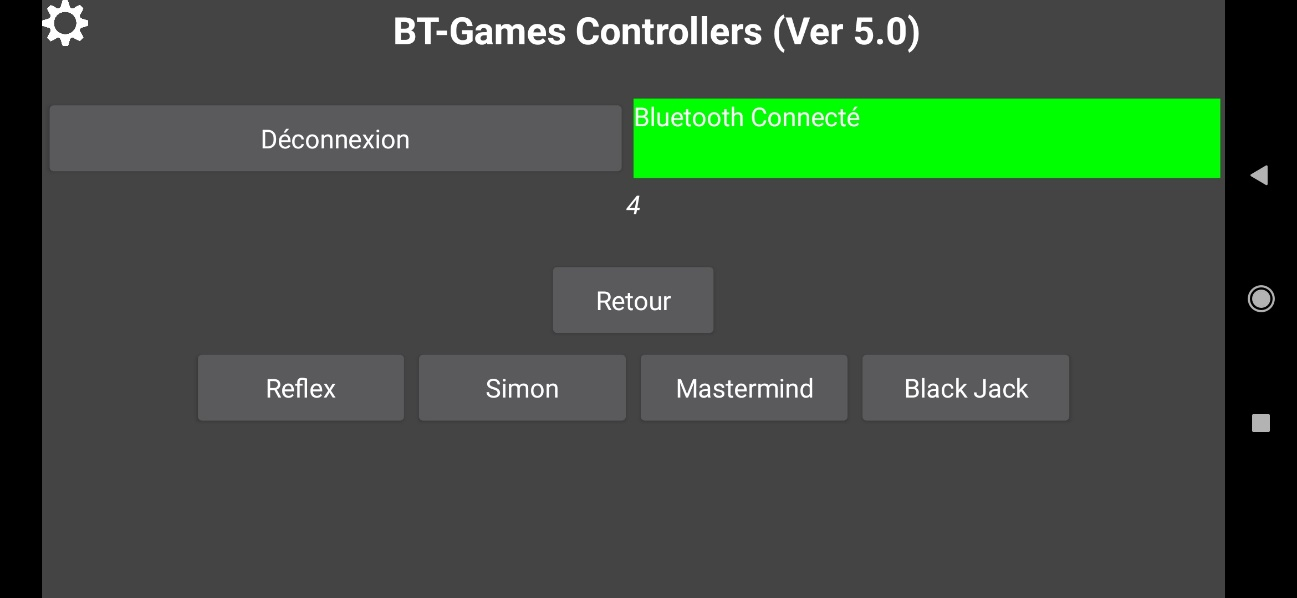 BT-Games Controllers (Ver 5.0)
Déconnexion
Bluetooth Connecté
4
Retour
Reflex
Simon
Mastermind
Black Jack